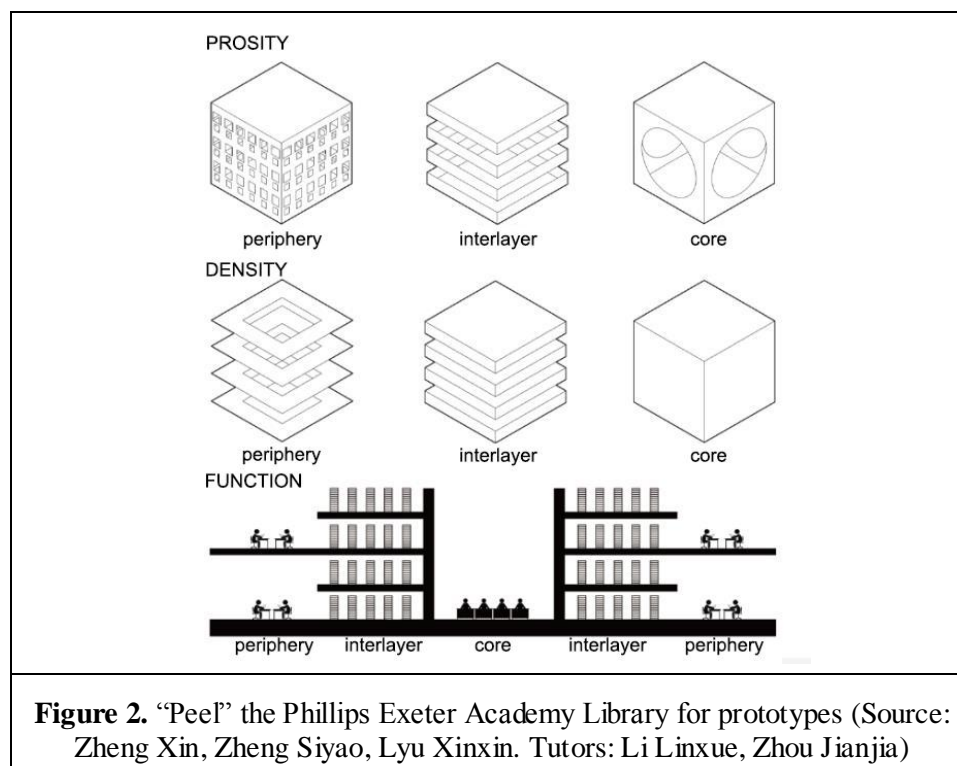 PROSITY
periphery interlayer core
DENSITY
periphery interlayer core
FUNCTION
periphery interlayer core interlayer periphery
Figure 2. “Peel” the Phillips Exeter Academy Library for prototypes (Source:
Zheng Xin, Zheng Siyao, Lyu Xinxin. Tutors: Li Linxue, Zhou Jianjia)